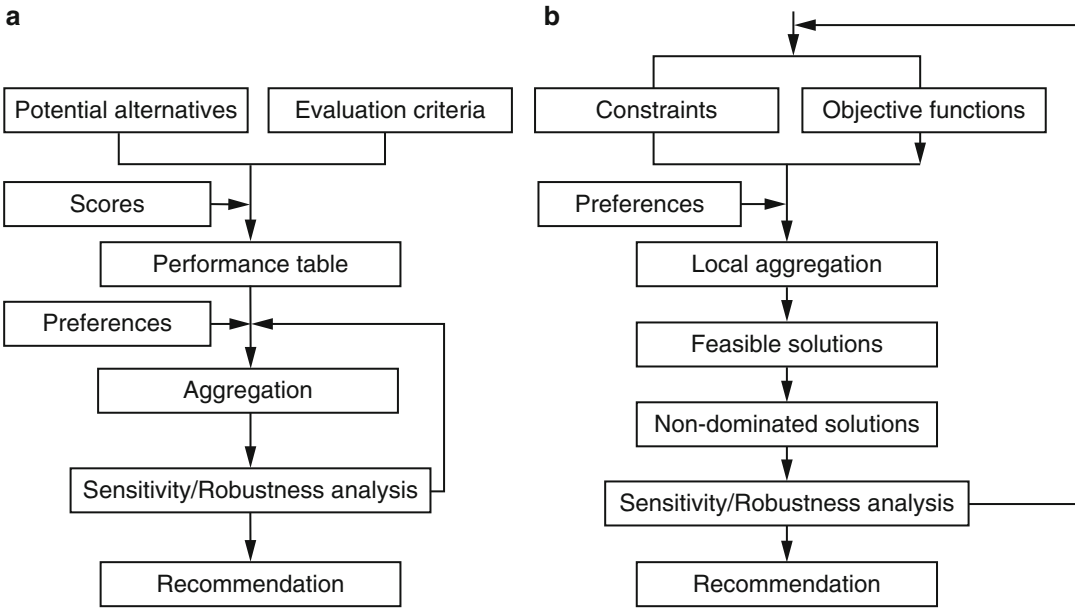 a
Potential alternatives
Evaluation criteria
Scores
Performance table
Preferences
Aggregation
Sensitivity/Robustness analysis
Recommendation
b
Constraints
Objective functions
Preferences
Local aggregation
Feasible solutions
Non-dominated solutions
Sensitivity/Robustness analysis
Recommendation